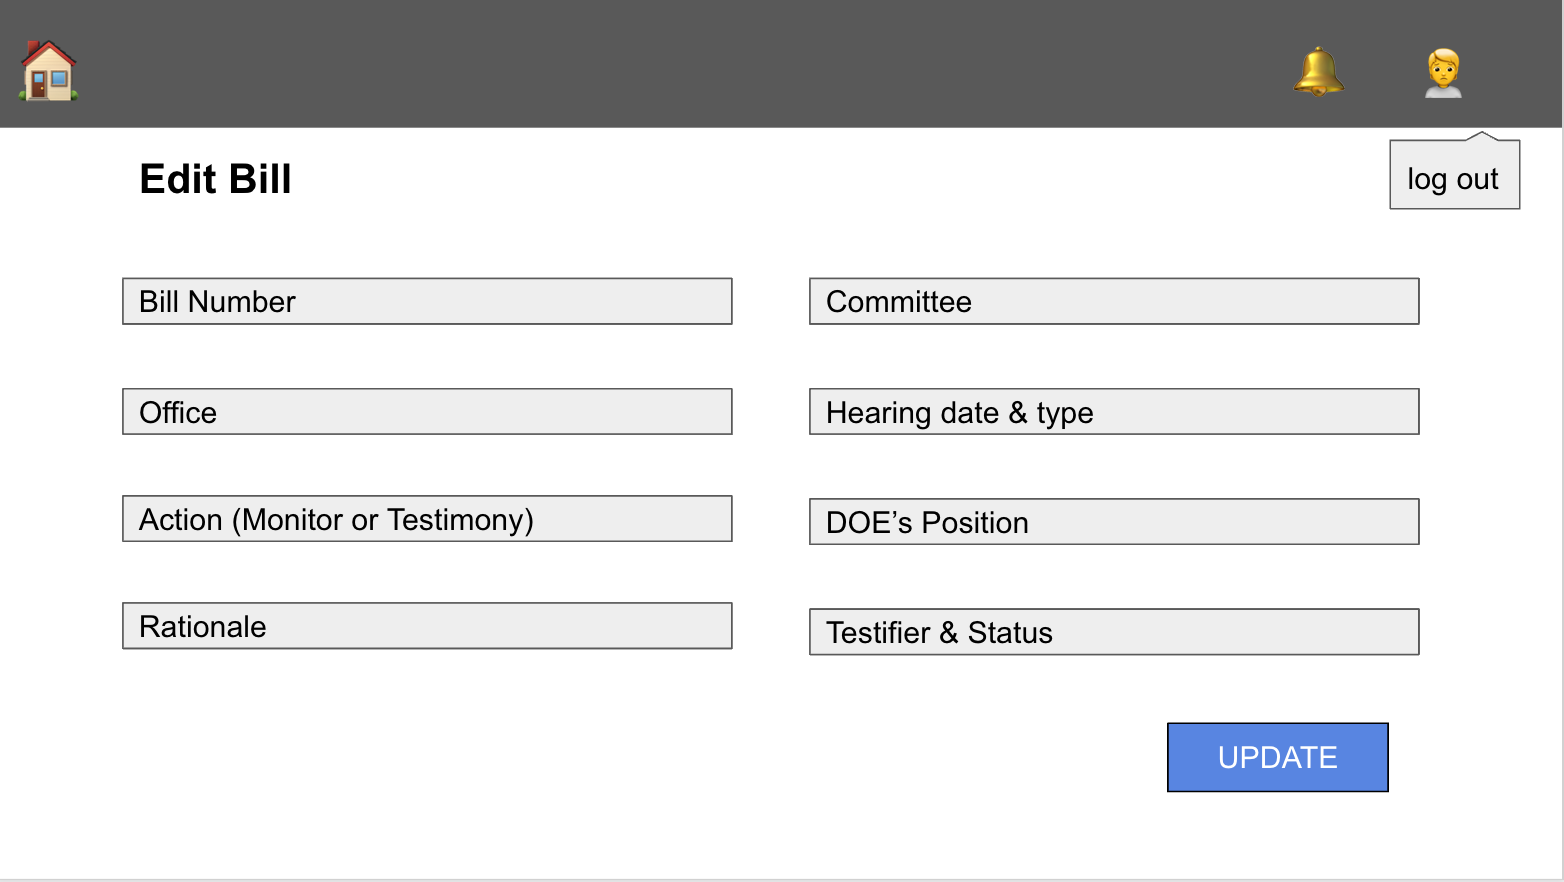 Edit Bill
log out
Bill Number
Committee
Office
Hearing date & type
Action (Monitor or Testimony)
DOE’s Position
Rationale
Testifier & Status
UPDATE